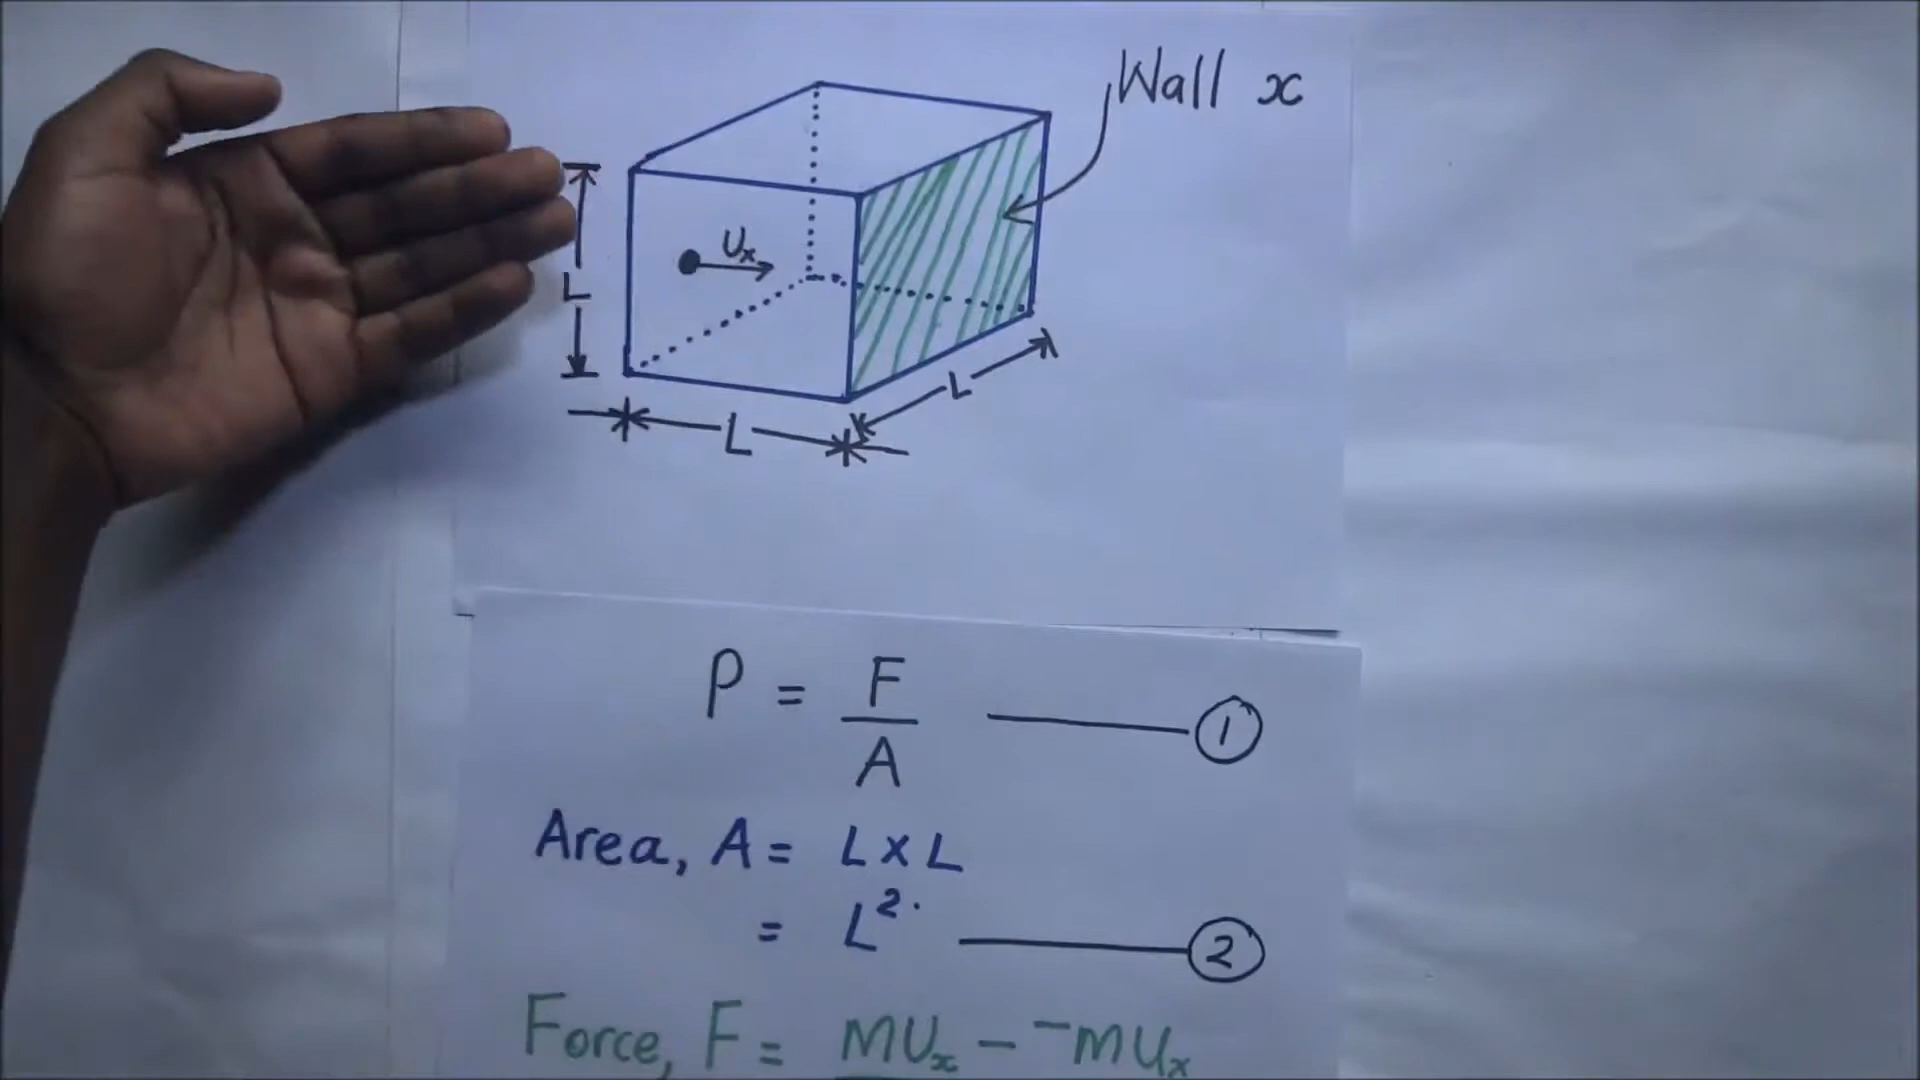 Wall x
Ux
L
L
L
P = F/A ①
Area, A = L x L
= L². ②
Force, F = MUx - ⁻mUx